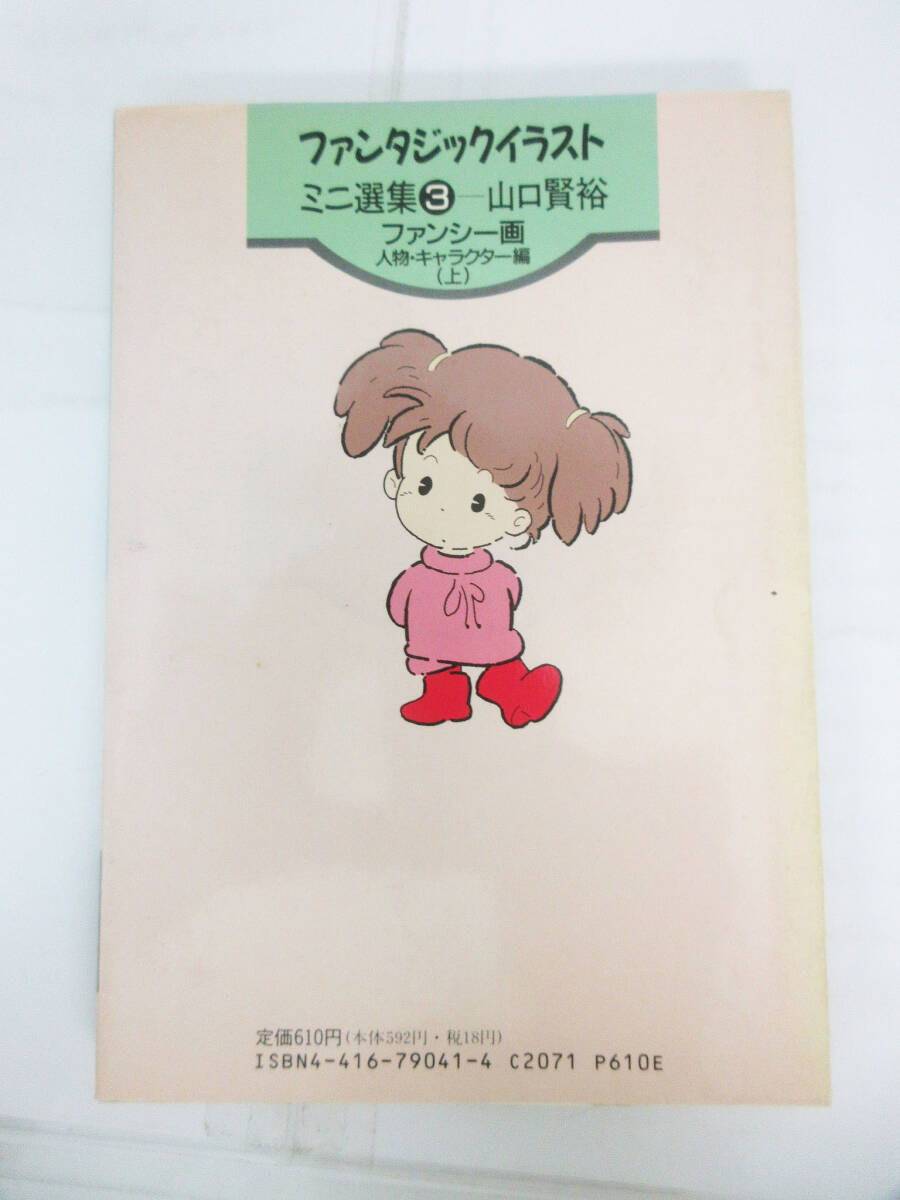 ファンタジックイラスト
ミニ選集3―山口賢裕
ファンシー画
人物・キャラクター編
(上)
定価610円(本体592円・税18円)
ISBN4-416-79041-4 C2071 P610E